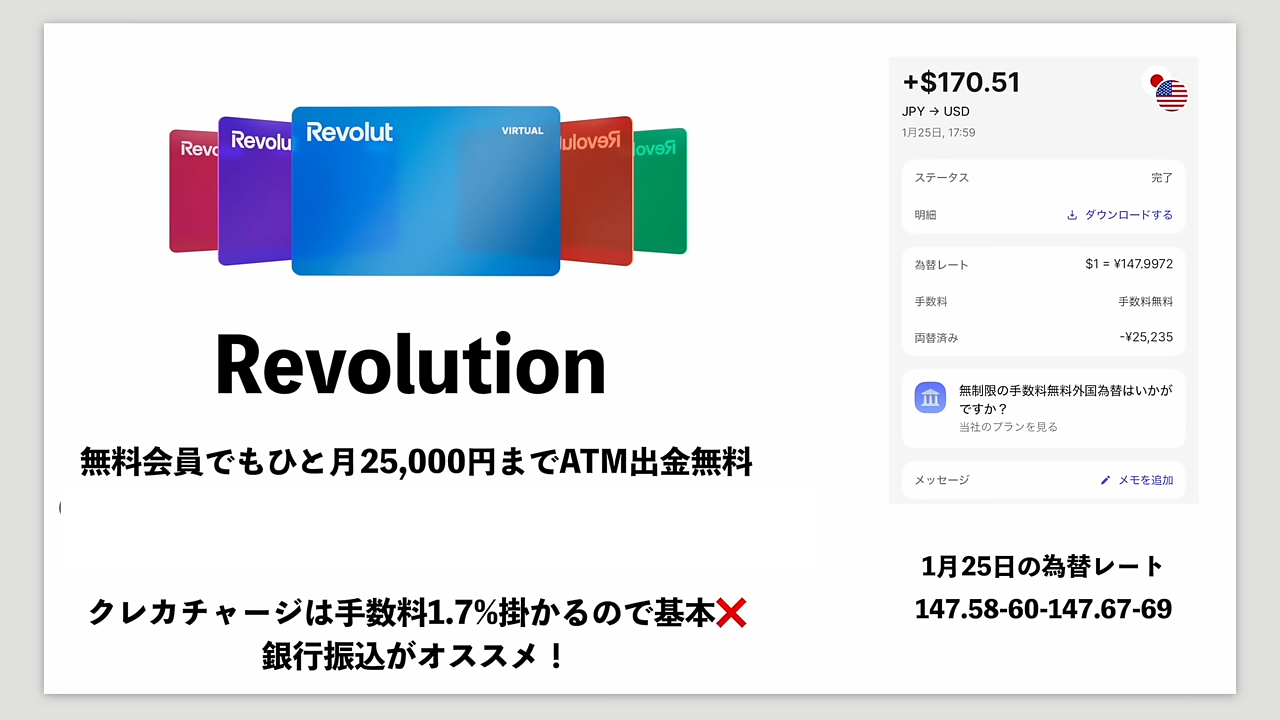 Revolut
VIRTUAL
Revo
Revolu
Revolu
Revo
Revolution
無料会員でもひと月25,000円までATM出金無料
クレカチャージは手数料1.7%掛かるので基本❌
銀行振込がオススメ！
+$170.51
JPY → USD
1月25日, 17:59
ステータス 完了
明細 ダウンロードする
為替レート $1 = ¥147.9972
手数料 手数料無料
両替済み -¥25,235
無制限の手数料無料外国為替はいかが
ですか？
当社のプランを見る
メッセージ メモを追加
1月25日の為替レート
147.58-60-147.67-69